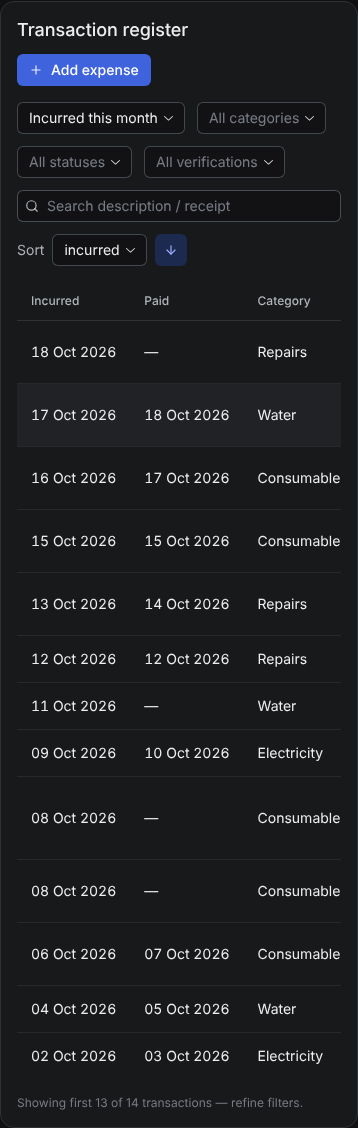 Transaction register
+ Add expense
Incurred this month All categories
All statuses All verifications
Search description / receipt
Sort incurred
Incurred Paid Category
18 Oct 2026 — Repairs
17 Oct 2026 18 Oct 2026 Water
16 Oct 2026 17 Oct 2026 Consumable
15 Oct 2026 15 Oct 2026 Consumable
13 Oct 2026 14 Oct 2026 Repairs
12 Oct 2026 12 Oct 2026 Repairs
11 Oct 2026 — Water
09 Oct 2026 10 Oct 2026 Electricity
08 Oct 2026 — Consumable
08 Oct 2026 — Consumable
06 Oct 2026 07 Oct 2026 Consumable
04 Oct 2026 05 Oct 2026 Water
02 Oct 2026 03 Oct 2026 Electricity
Showing first 13 of 14 transactions — refine filters.